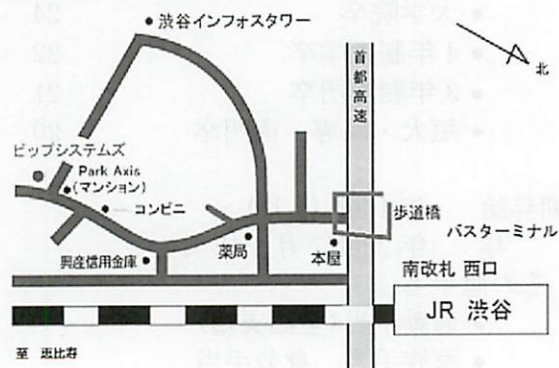 渋谷インフォスタワー
首都高速
北
ビップシステムズ
Park Axis
(マンション)
コンビニ
歩道橋
バスターミナル
薬局
本屋
興産信用金庫
南改札 西口
JR 渋谷
至 恵比寿